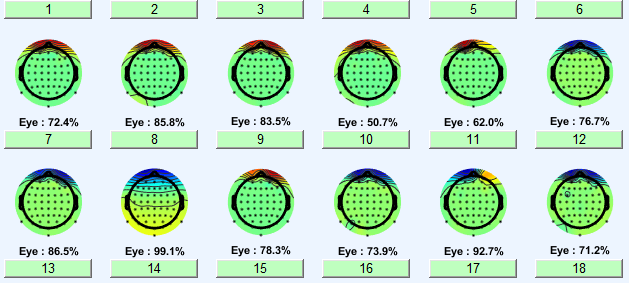 1 2 3 4 5 6
Eye : 72.4% Eye : 85.8% Eye : 83.5% Eye : 50.7% Eye : 62.0% Eye : 76.7%
7 8 9 10 11 12
Eye : 86.5% Eye : 99.1% Eye : 78.3% Eye : 73.9% Eye : 92.7% Eye : 71.2%
13 14 15 16 17 18